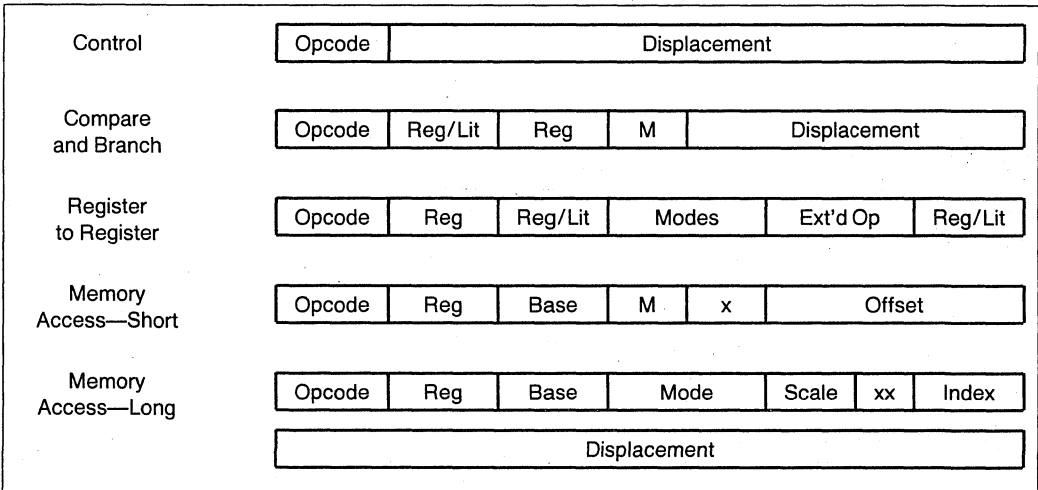 Control Opcode Displacement
Compare
and Branch Opcode Reg/Lit Reg M Displacement
Register
to Register Opcode Reg Reg/Lit Modes Ext'd Op Reg/Lit
Memory
Access—Short Opcode Reg Base M x Offset
Memory
Access—Long Opcode Reg Base Mode Scale xx Index
Displacement